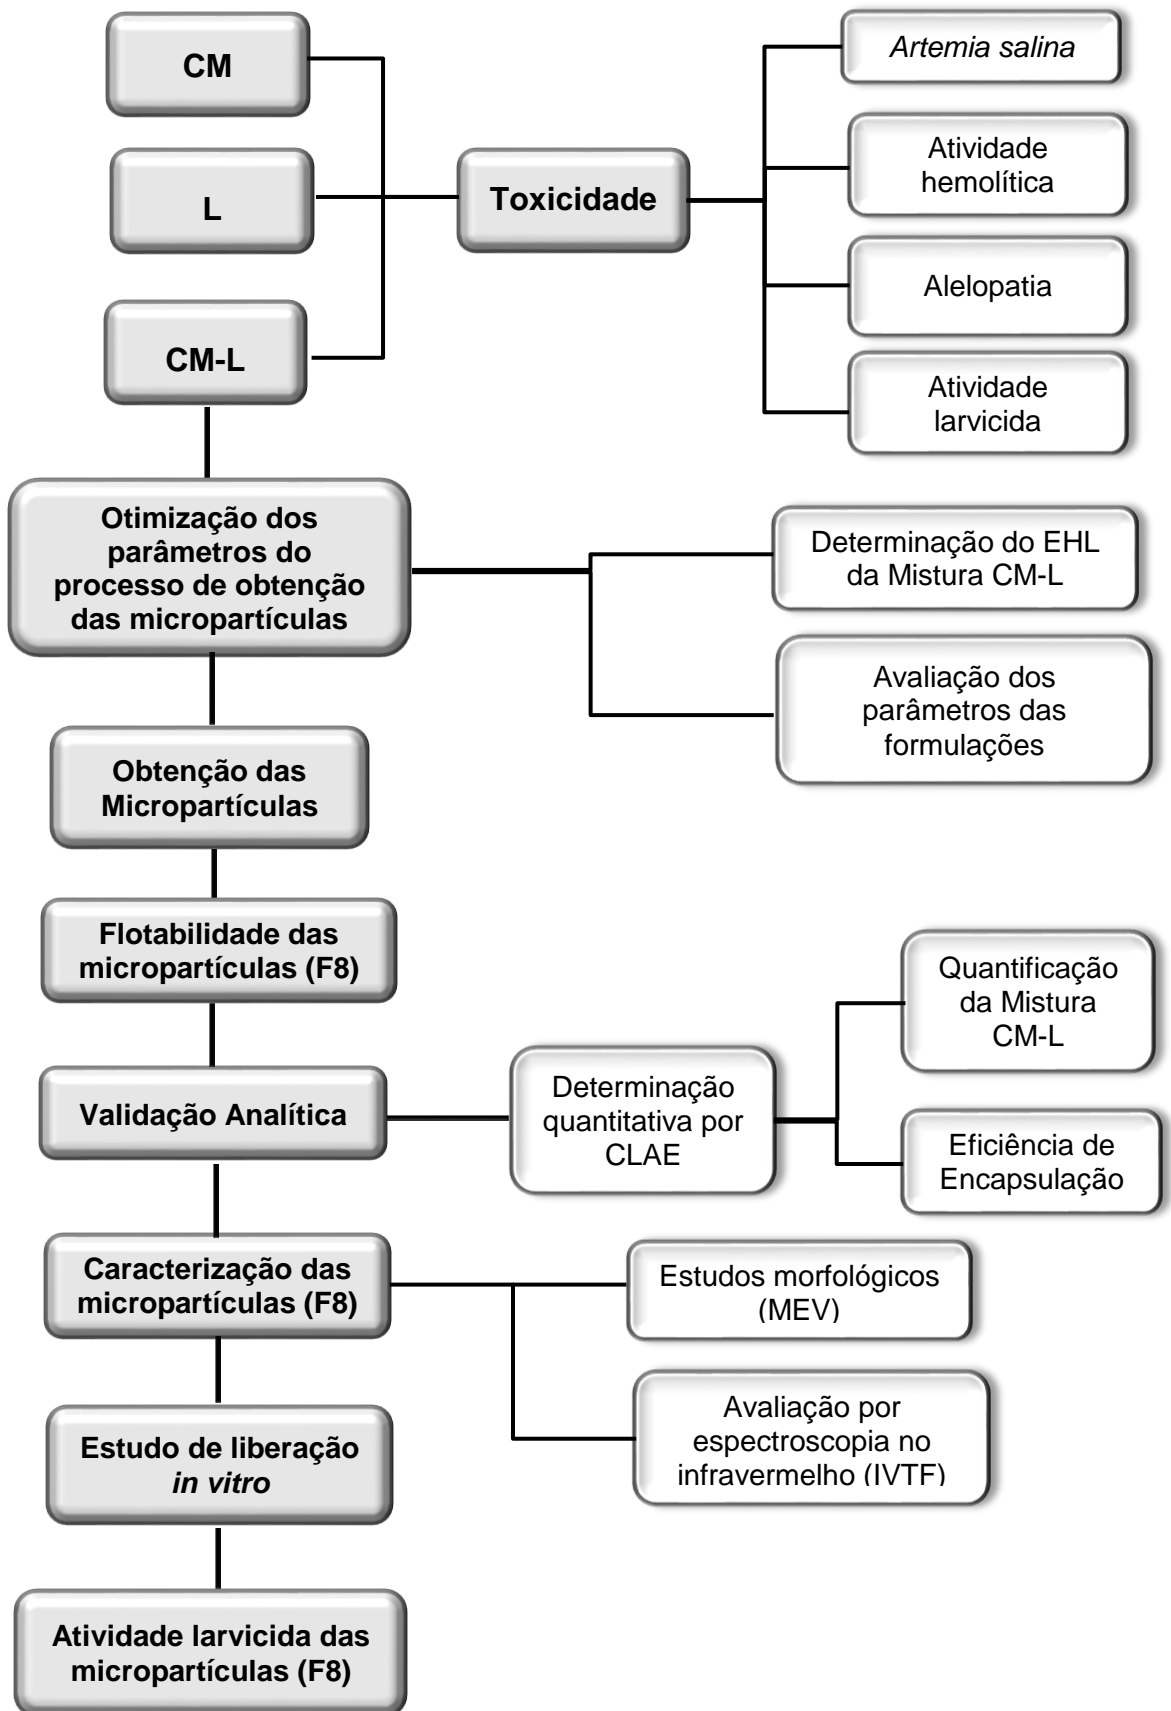 CM
L
CM-L
Toxicidade
Artemia salina
Atividade
hemolítica
Alelopatia
Atividade
larvicida
Otimização dos
parâmetros do
processo de obtenção
das micropartículas
Determinação do EHL
da Mistura CM-L
Avaliação dos
parâmetros das
formulações
Obtenção das
Micropartículas
Flotabilidade das
micropartículas (F8)
Validação Analítica
Determinação
quantitativa por
CLAE
Quantificação
da Mistura
CM-L
Eficiência de
Encapsulação
Caracterização das
micropartículas (F8)
Estudos morfológicos
(MEV)
Avaliação por
espectroscopia no
infravermelho (IVTF)
Estudo de liberação
in vitro
Atividade larvicida das
micropartículas (F8)